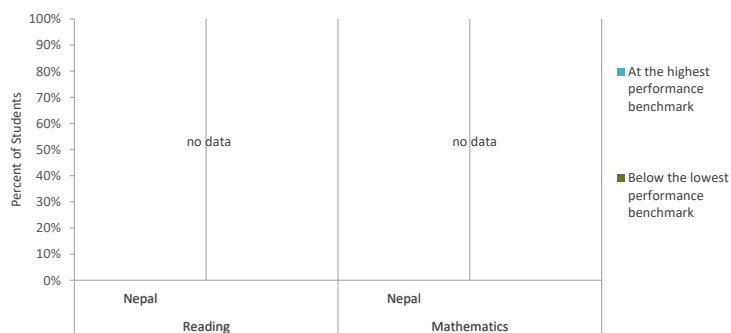 100%
90%
80%
70%
60%
50%
40%
30%
20%
10%
0%
Percent of Students
no data
no data
Nepal
Nepal
Reading
Mathematics
At the highest
performance
benchmark
Below the lowest
performance
benchmark